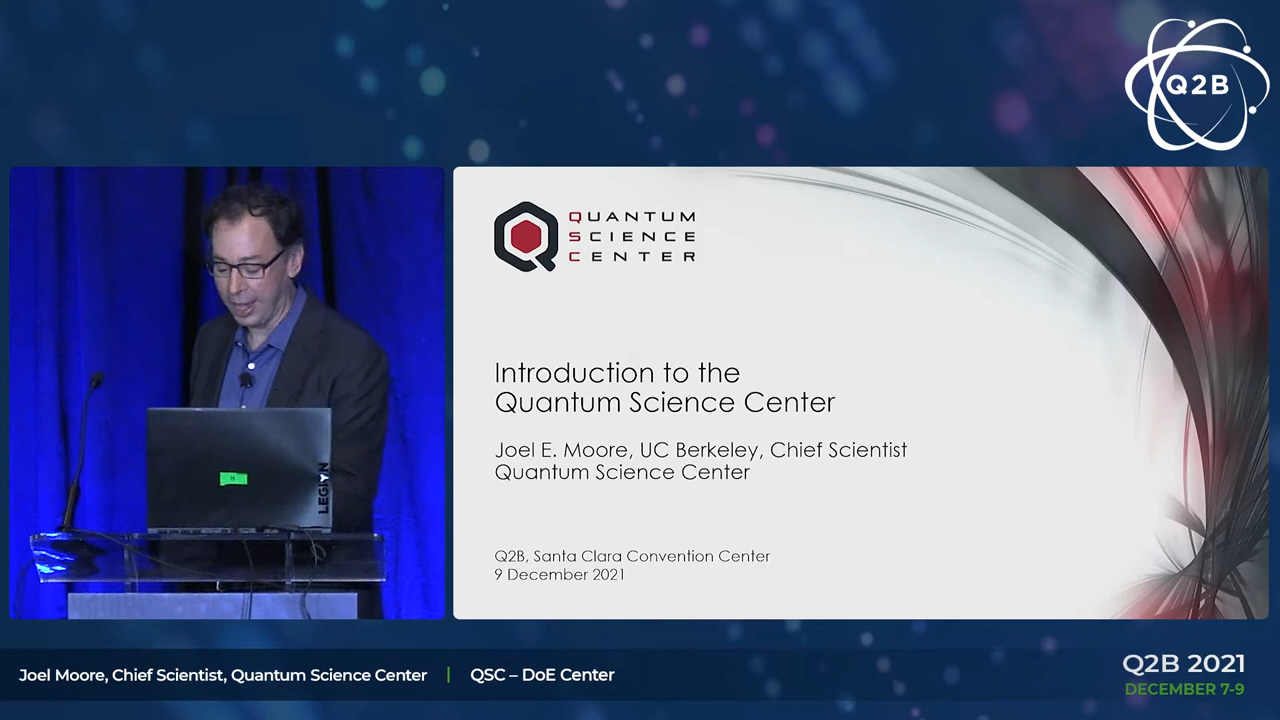 Q2B
QUANTUM
SCIENCE
CENTER
Introduction to the
Quantum Science Center
Joel E. Moore, UC Berkeley, Chief Scientist
Quantum Science Center
Q2B, Santa Clara Convention Center
9 December 2021
H
LEGION
Joel Moore, Chief Scientist, Quantum Science Center | QSC – DoE Center
Q2B 2021
DECEMBER 7-9